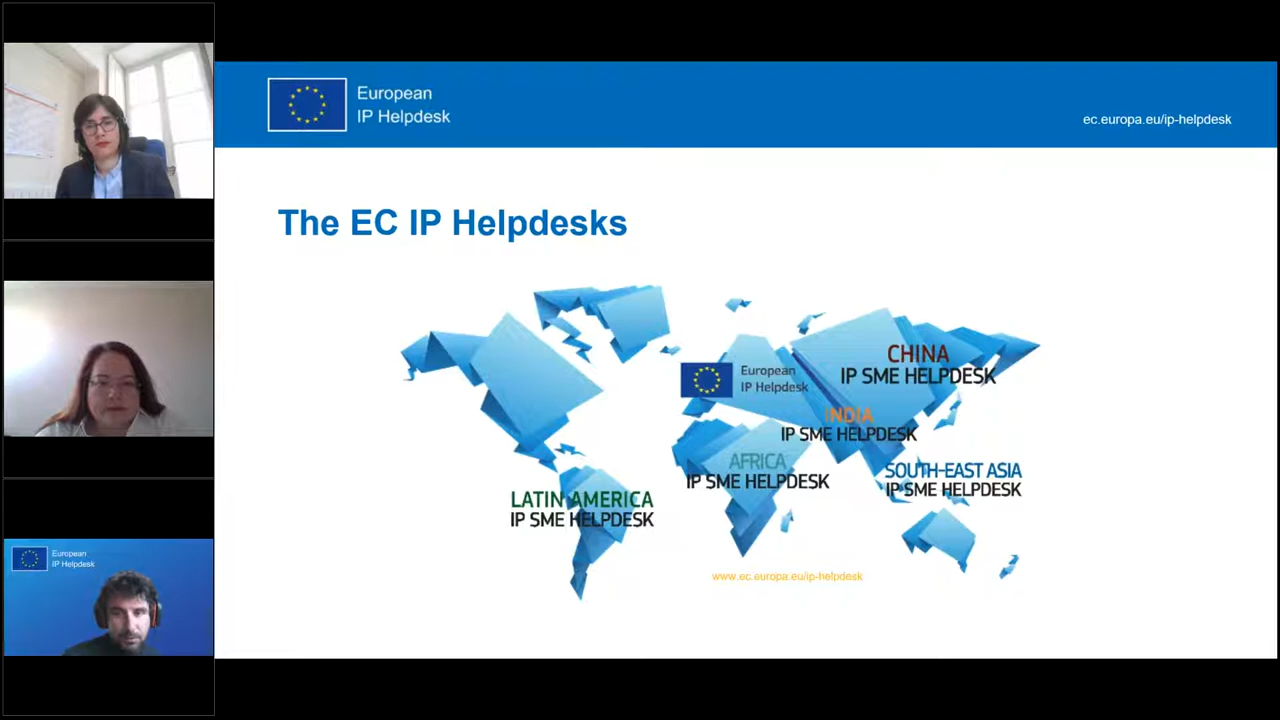 European
IP Helpdesk
ec.europa.eu/ip-helpdesk
The EC IP Helpdesks
CHINA
IP SME HELPDESK
European
IP Helpdesk
INDIA
IP SME HELPDESK
AFRICA
IP SME HELPDESK
SOUTH-EAST ASIA
IP SME HELPDESK
LATIN AMERICA
IP SME HELPDESK
www.ec.europa.eu/ip-helpdesk
European
IP Helpdesk